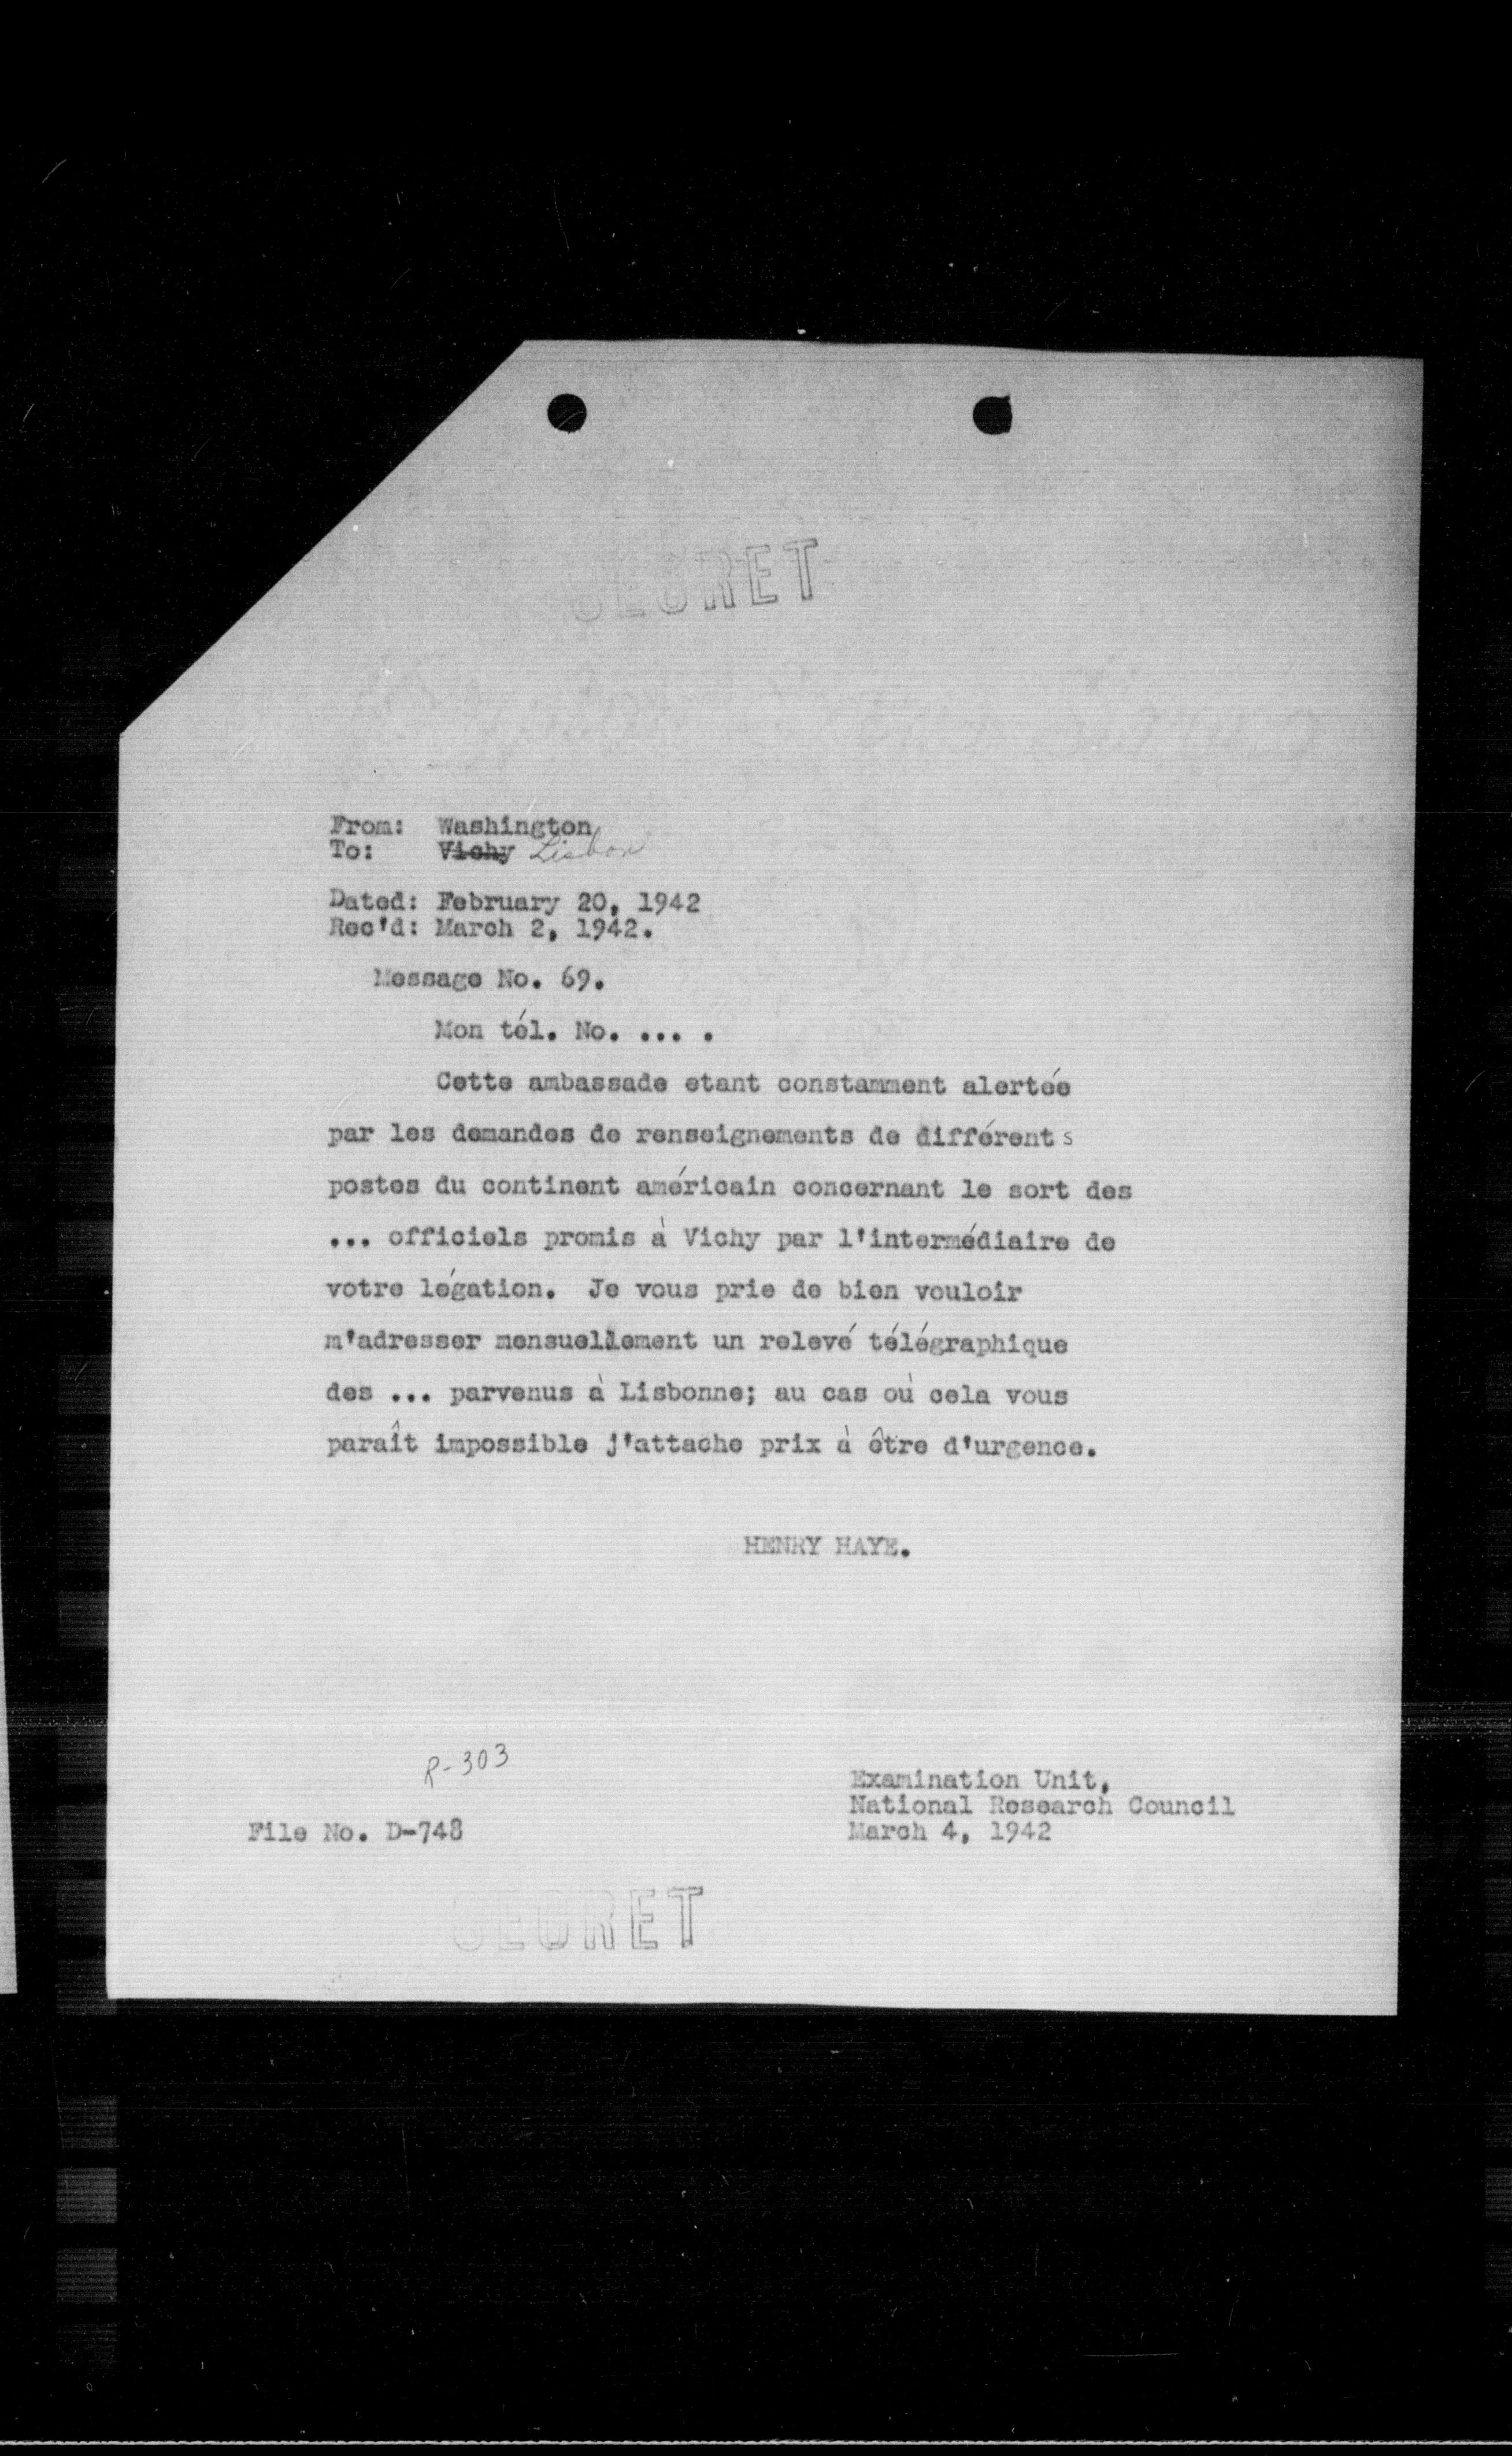 SECRET
From: Washington
To: Vichy Lisbon
Dated: February 20, 1942
Rec'd: March 2, 1942.
Message No. 69.
Mon tél. No. ... .
Cette ambassade etant constamment alertée
par les demandes de renseignements de différents
postes du continent américain concernant le sort des
... officiels promis à Vichy par l'intermédiaire de
votre légation. Je vous prie de bien vouloir
m'adresser mensuellement un relevé télégraphique
des ... parvenus à Lisbonne; au cas où cela vous
paraît impossible j'attache prix à être d'urgence.
HENRY HAYE.
R-303
File No. D-748
Examination Unit,
National Research Council
March 4, 1942
SECRET